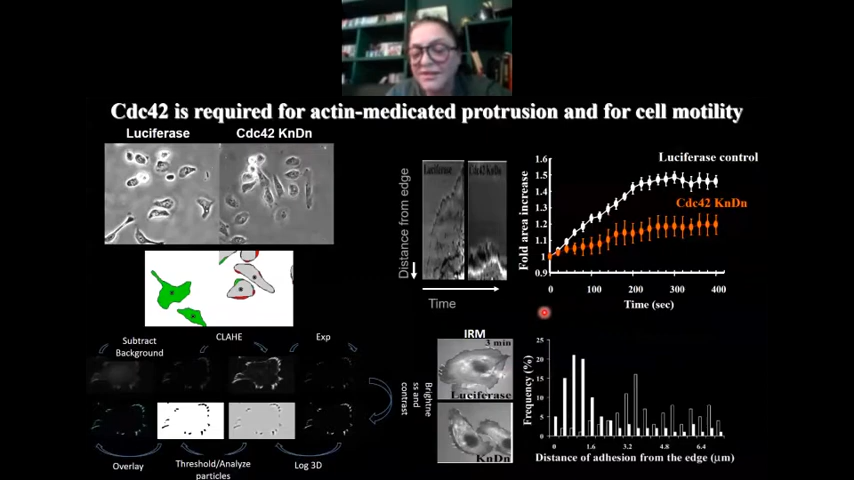 Cdc42 is required for actin-medicated protrusion and for cell motility
Luciferase
Cdc42 KnDn
Luciferase
Cdc42 KnDn
Distance from edge
Time
Fold area increase
1.6
1.5
1.4
1.3
1.2
1.1
1
0.9
Luciferase control
Cdc42 KnDn
0
100
200
300
400
Time (sec)
Subtract
Background
CLAHE
Exp
Brightne
ss and
contrast
Overlay
Threshold/Analyze
particles
Log 3D
IRM
3 min
Luciferase
KnDn
Frequency (%)
25
20
15
10
5
0
0
1.6
3.2
4.8
6.4
Distance of adhesion from the edge (μm)